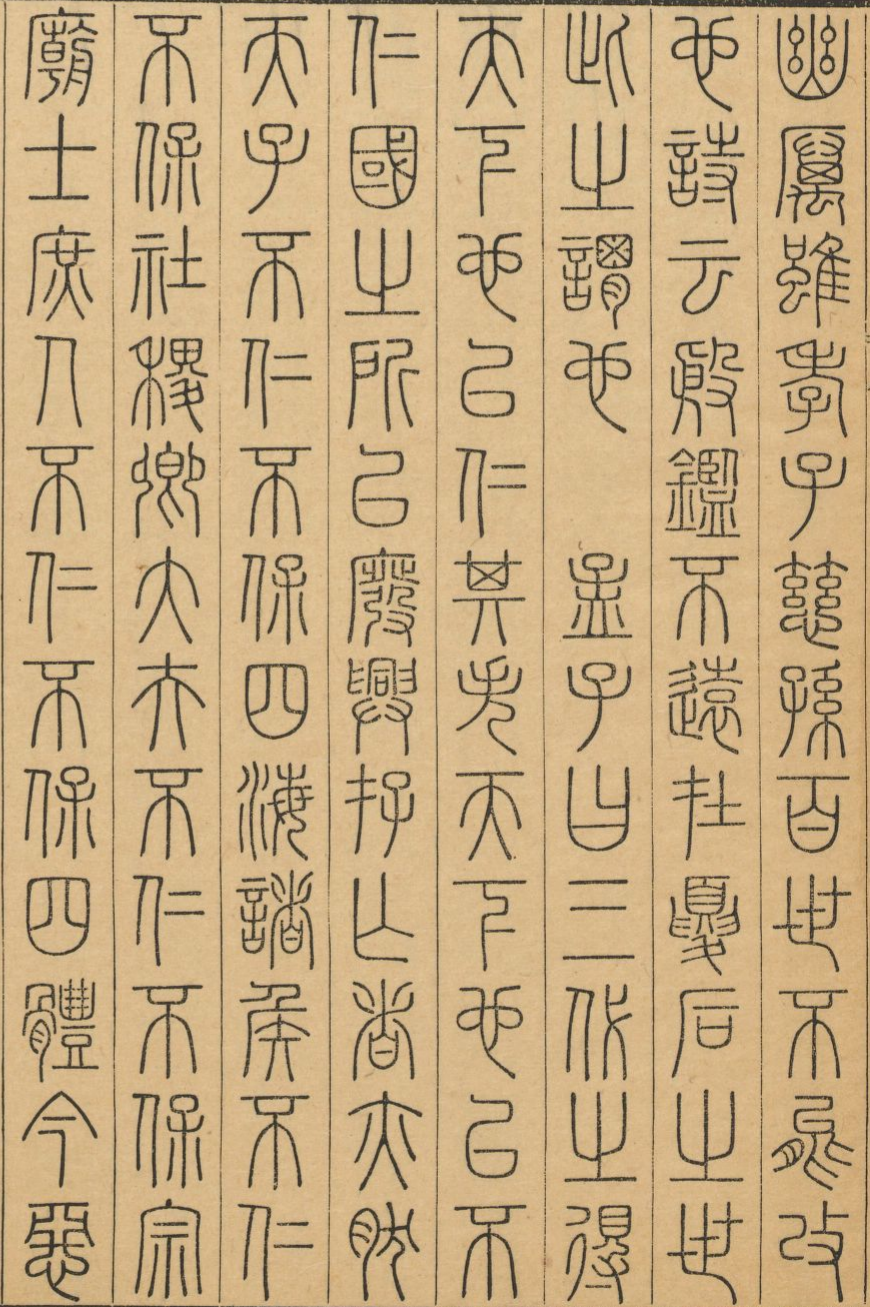 幽厲雖孝子慈孫百世不能改
也詩云殷鑑不遠在夏后之世
此之謂也 孟子曰三代之得
天下也㠯仁其失天下也㠯不
仁國之所㠯廢興存亡者亦然
天子不仁不保四海諸侯不仁
不保社稷卿大夫不仁不保宗
廟士庶人不仁不保四體今惡